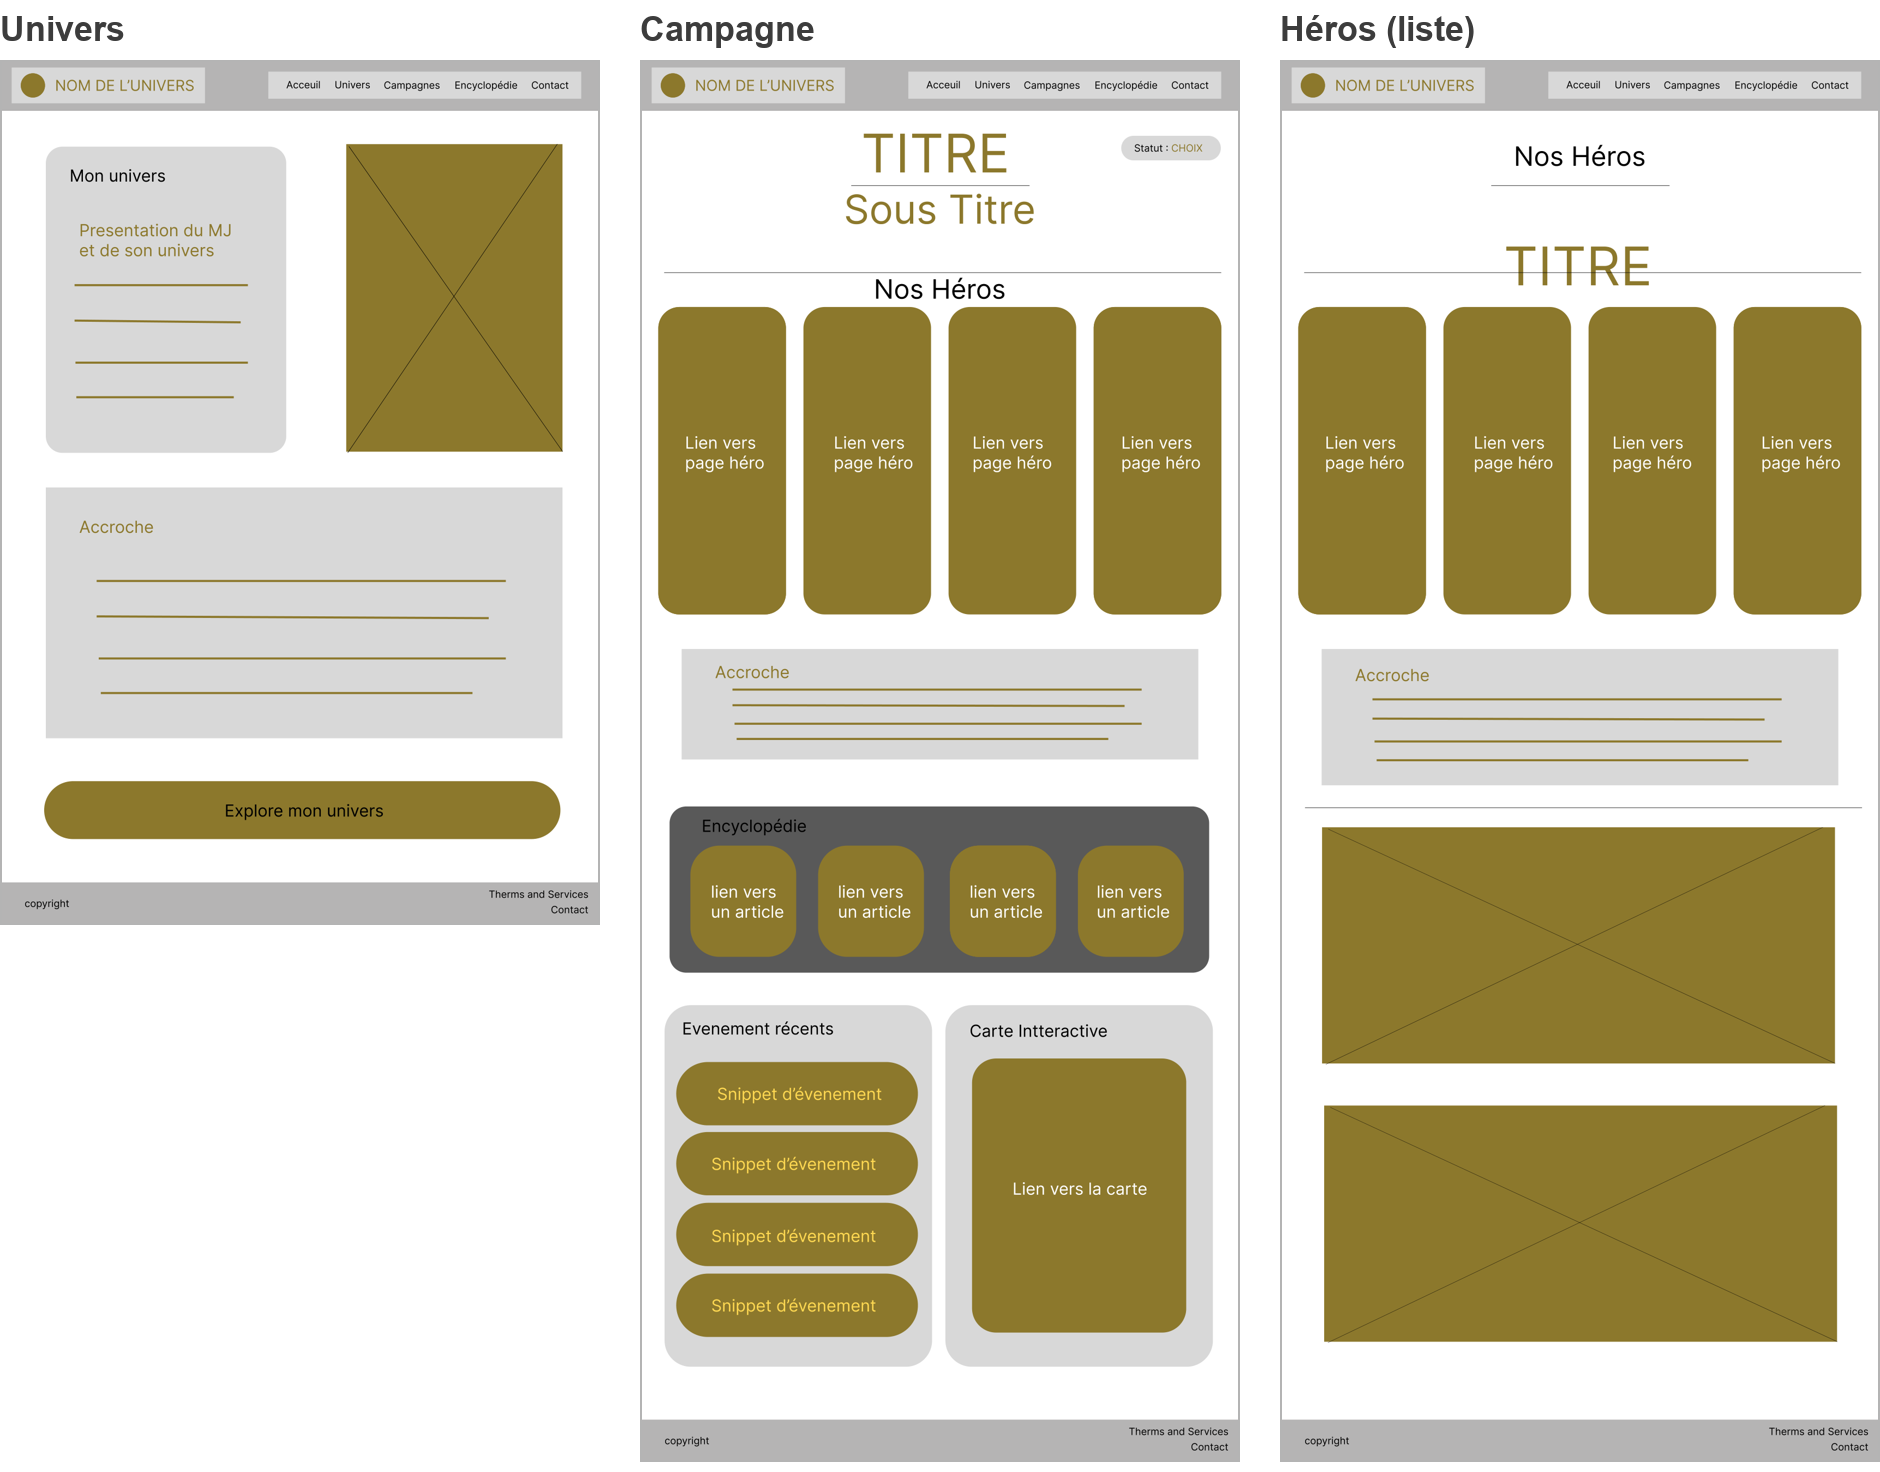 Univers
NOM DE L'UNIVERS
Acceuil Univers Campagnes Encyclopédie Contact
Mon univers
Presentation du MJ
et de son univers
Accroche
Explore mon univers
copyright
Therms and Services
Contact
Campagne
NOM DE L'UNIVERS
Acceuil Univers Campagnes Encyclopédie Contact
TITRE
Statut : CHOIX
Sous Titre
Nos Héros
Lien vers
page héro
Lien vers
page héro
Lien vers
page héro
Lien vers
page héro
Accroche
Encyclopédie
lien vers
un article
lien vers
un article
lien vers
un article
lien vers
un article
Evenement récents
Snippet d'évenement
Snippet d'évenement
Snippet d'évenement
Snippet d'évenement
Carte Intteractive
Lien vers la carte
copyright
Therms and Services
Contact
Héros (liste)
NOM DE L'UNIVERS
Acceuil Univers Campagnes Encyclopédie Contact
Nos Héros
TITRE
Lien vers
page héro
Lien vers
page héro
Lien vers
page héro
Lien vers
page héro
Accroche
copyright
Therms and Services
Contact